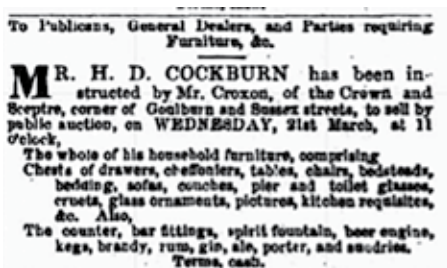 To Publicans, General Dealers, and Parties requiring
Furniture, &c.
MR. H. D. COCKBURN has been in-
structed by Mr. Croxon, of the Crown and
Sceptre, corner of Goulburn and Sussex streets, to sell by
public auction, on WEDNESDAY, 21st March, at 11
o'clock,
The whole of his household furniture, comprising
Chests of drawers, cheffoniers, tables, chairs, bedsteads,
bedding, sofas, couches, pier and toilet glasses,
cruets, glass ornaments, pictures, kitchen requisites,
&c. Also,
The counter, bar fittings, spirit fountain, beer engine,
kegs, brandy, rum, gin, ale, porter, and sundries.
Terms, cash.